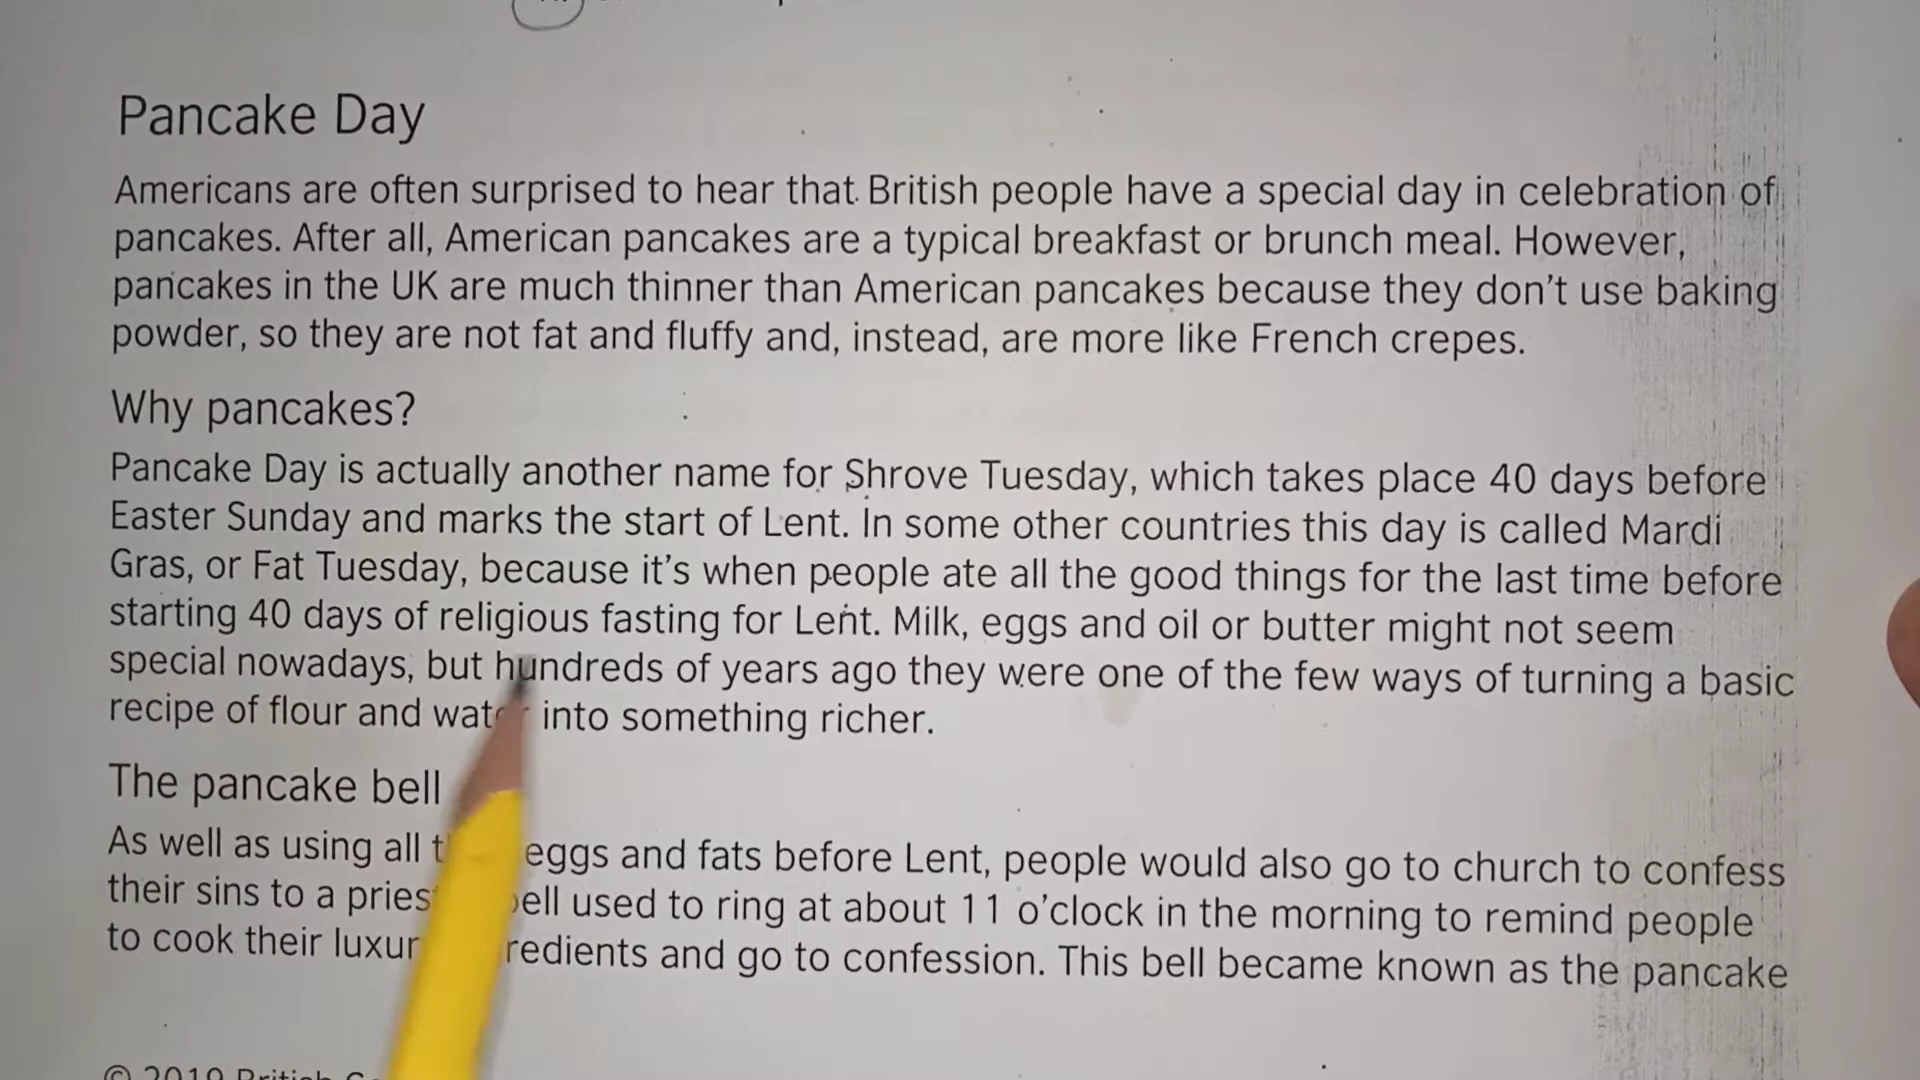 Pancake Day
Americans are often surprised to hear that British people have a special day in celebration of
pancakes. After all, American pancakes are a typical breakfast or brunch meal. However,
pancakes in the UK are much thinner than American pancakes because they don't use baking
powder, so they are not fat and fluffy and, instead, are more like French crepes.
Why pancakes?
Pancake Day is actually another name for Shrove Tuesday, which takes place 40 days before
Easter Sunday and marks the start of Lent. In some other countries this day is called Mardi
Gras, or Fat Tuesday, because it's when people ate all the good things for the last time before
starting 40 days of religious fasting for Lent. Milk, eggs and oil or butter might not seem
special nowadays, but hundreds of years ago they were one of the few ways of turning a basic
recipe of flour and water into something richer.
The pancake bell
As well as using all eggs and fats before Lent, people would also go to church to confess
their sins to a bell used to ring at about 11 o'clock in the morning to remind people
to cook their and go to confession. This bell became known as the pancake
© 2019 British